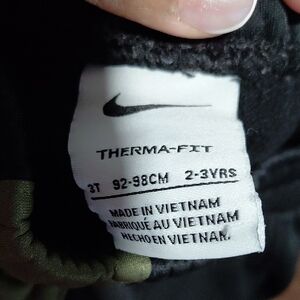 THERMA-FIT
3T 92-98CM 2-3YRS
MADE IN VIETNAM
FABRIQUÉ AU VIETNAM
HECHO EN VIETNAM.